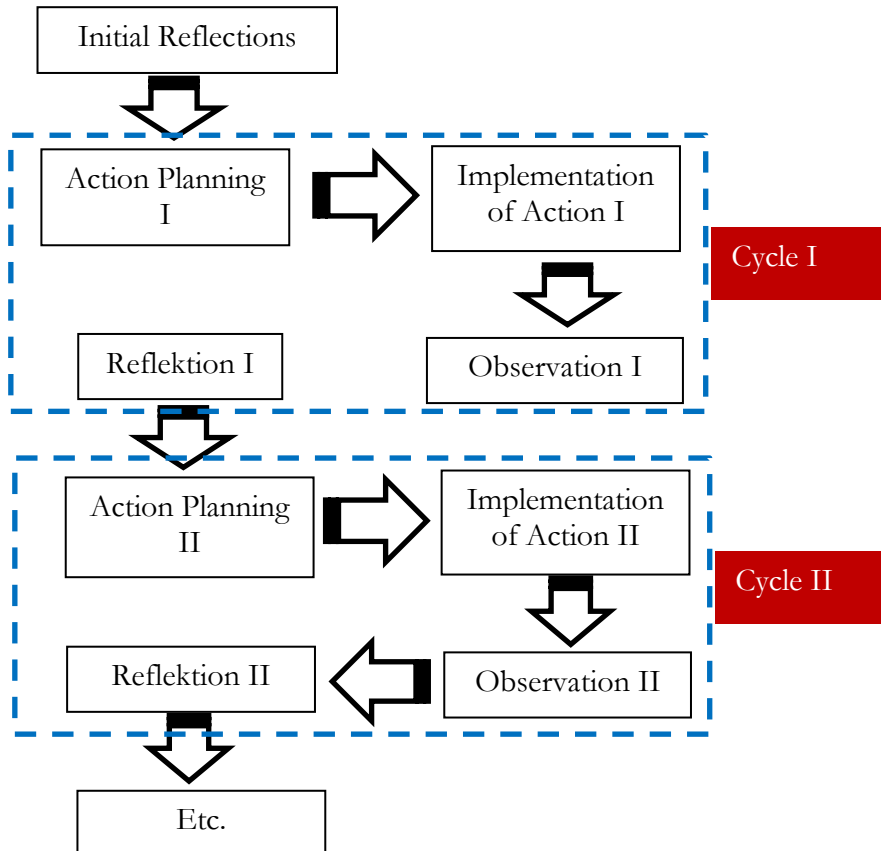 Initial Reflections
Action Planning
I
Implementation
of Action I
Cycle I
Reflektion I
Observation I
Action Planning
II
Implementation
of Action II
Cycle II
Reflektion II
Observation II
Etc.